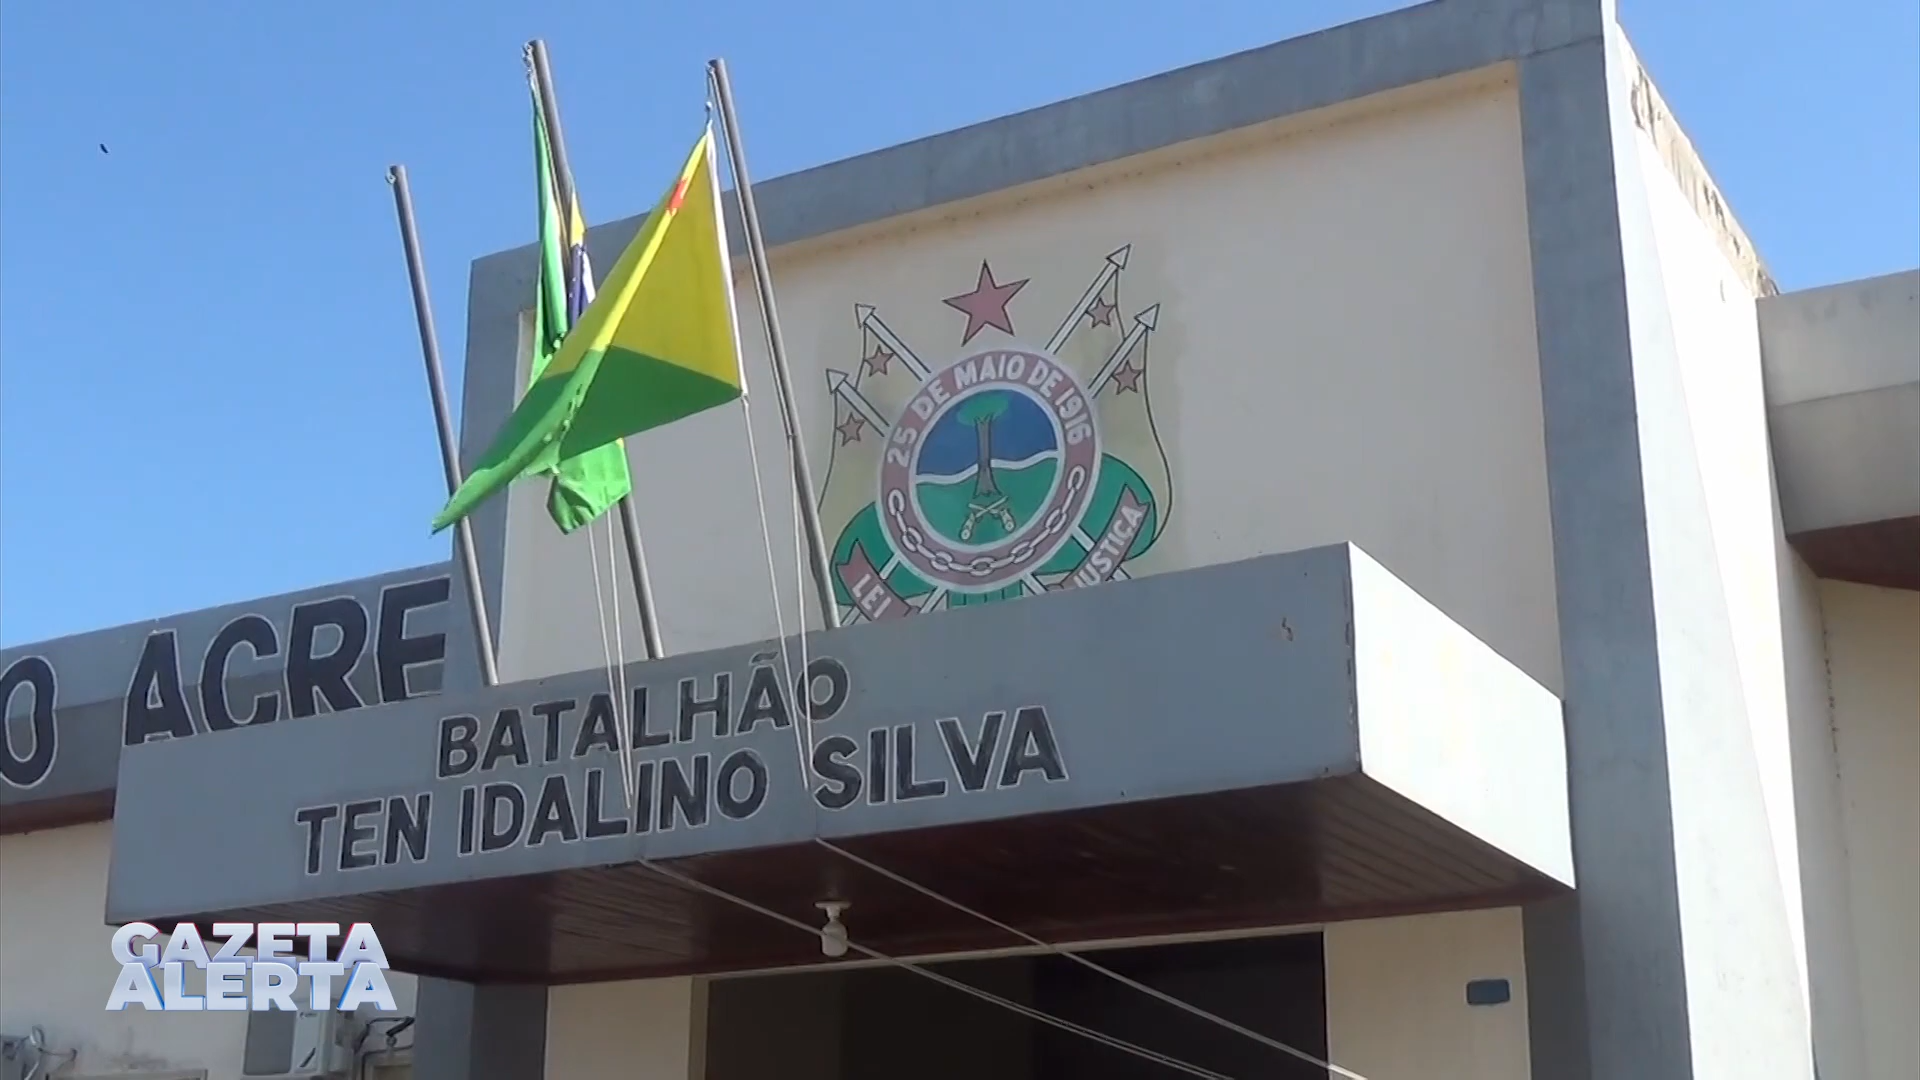 25 DE MAIO DE 1916
LEI
JUSTIÇA
O ACRE
BATALHÃO
TEN IDALINO SILVA
GAZETA
ALERTA